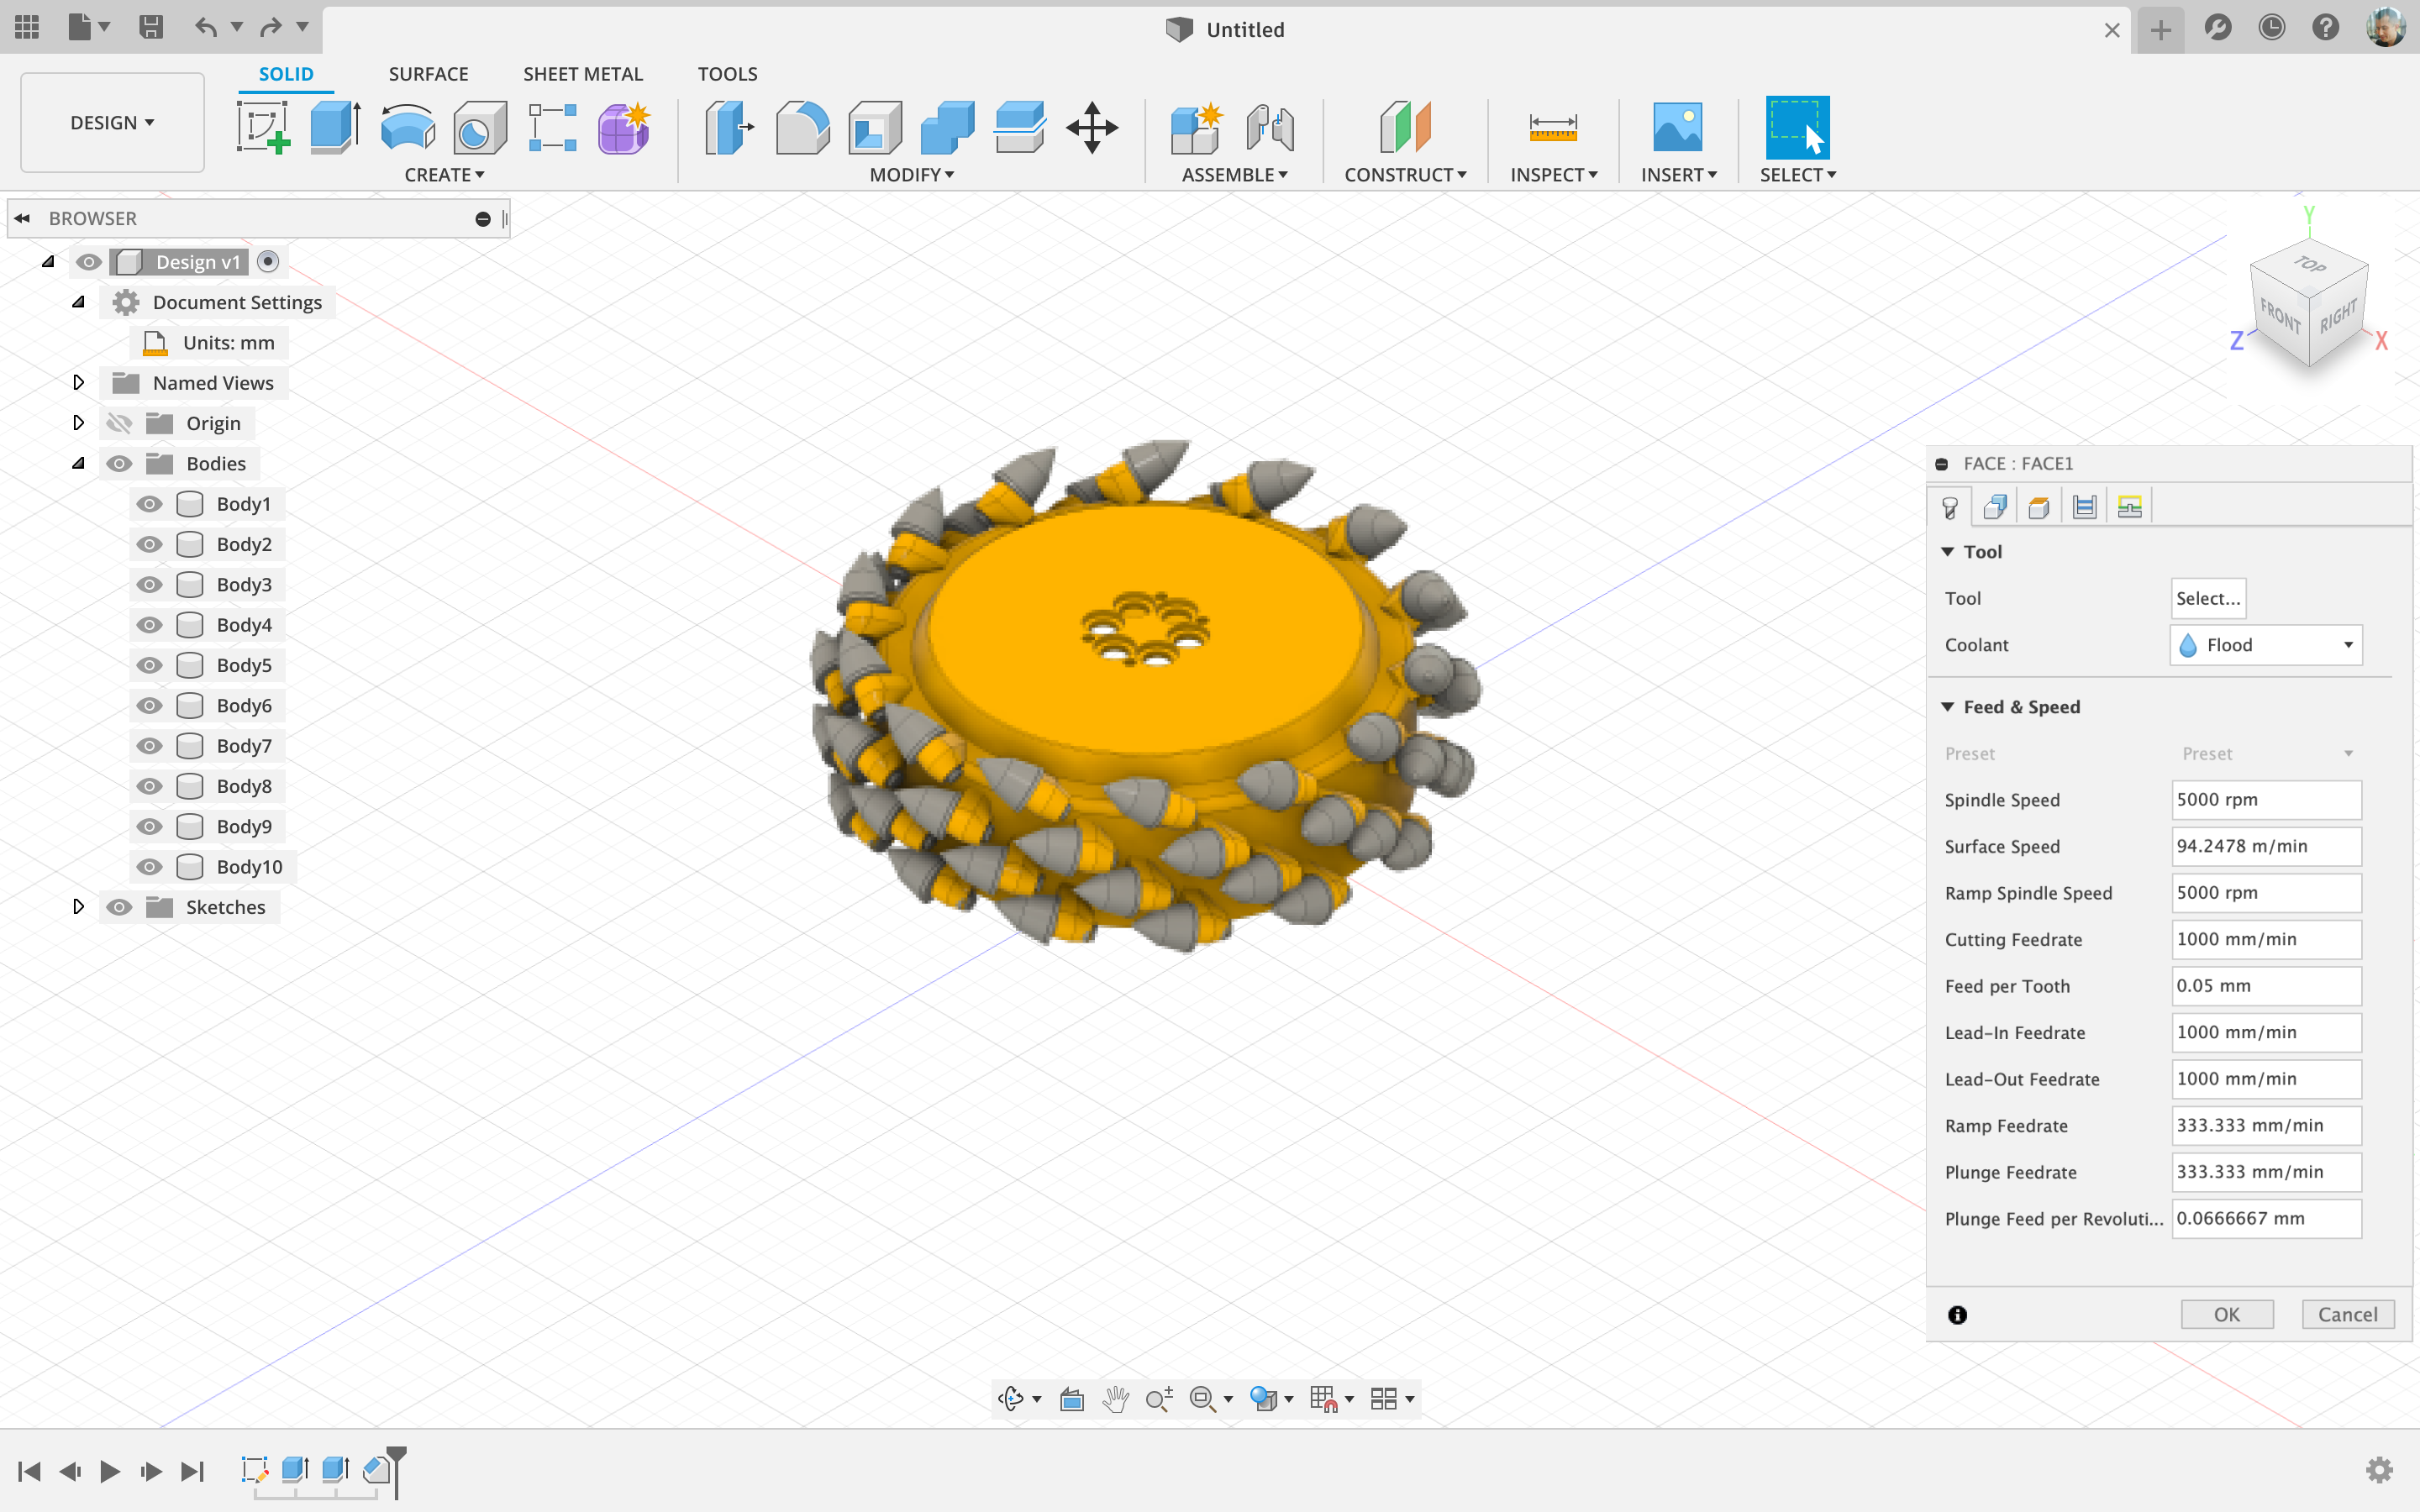 Untitled
DESIGN
SOLID
SURFACE
SHEET METAL
TOOLS
CREATE
MODIFY
ASSEMBLE
CONSTRUCT
INSPECT
INSERT
SELECT
BROWSER
Design v1
Document Settings
Units: mm
Named Views
Origin
Bodies
Body1
Body2
Body3
Body4
Body5
Body6
Body7
Body8
Body9
Body10
Sketches
Y
TOP
FRONT
RIGHT
Z
X
FACE : FACE1
Tool
Tool Select...
Coolant Flood
Feed & Speed
Preset Preset
Spindle Speed 5000 rpm
Surface Speed 94.2478 m/min
Ramp Spindle Speed 5000 rpm
Cutting Feedrate 1000 mm/min
Feed per Tooth 0.05 mm
Lead-In Feedrate 1000 mm/min
Lead-Out Feedrate 1000 mm/min
Ramp Feedrate 333.333 mm/min
Plunge Feedrate 333.333 mm/min
Plunge Feed per Revoluti... 0.0666667 mm
OK
Cancel